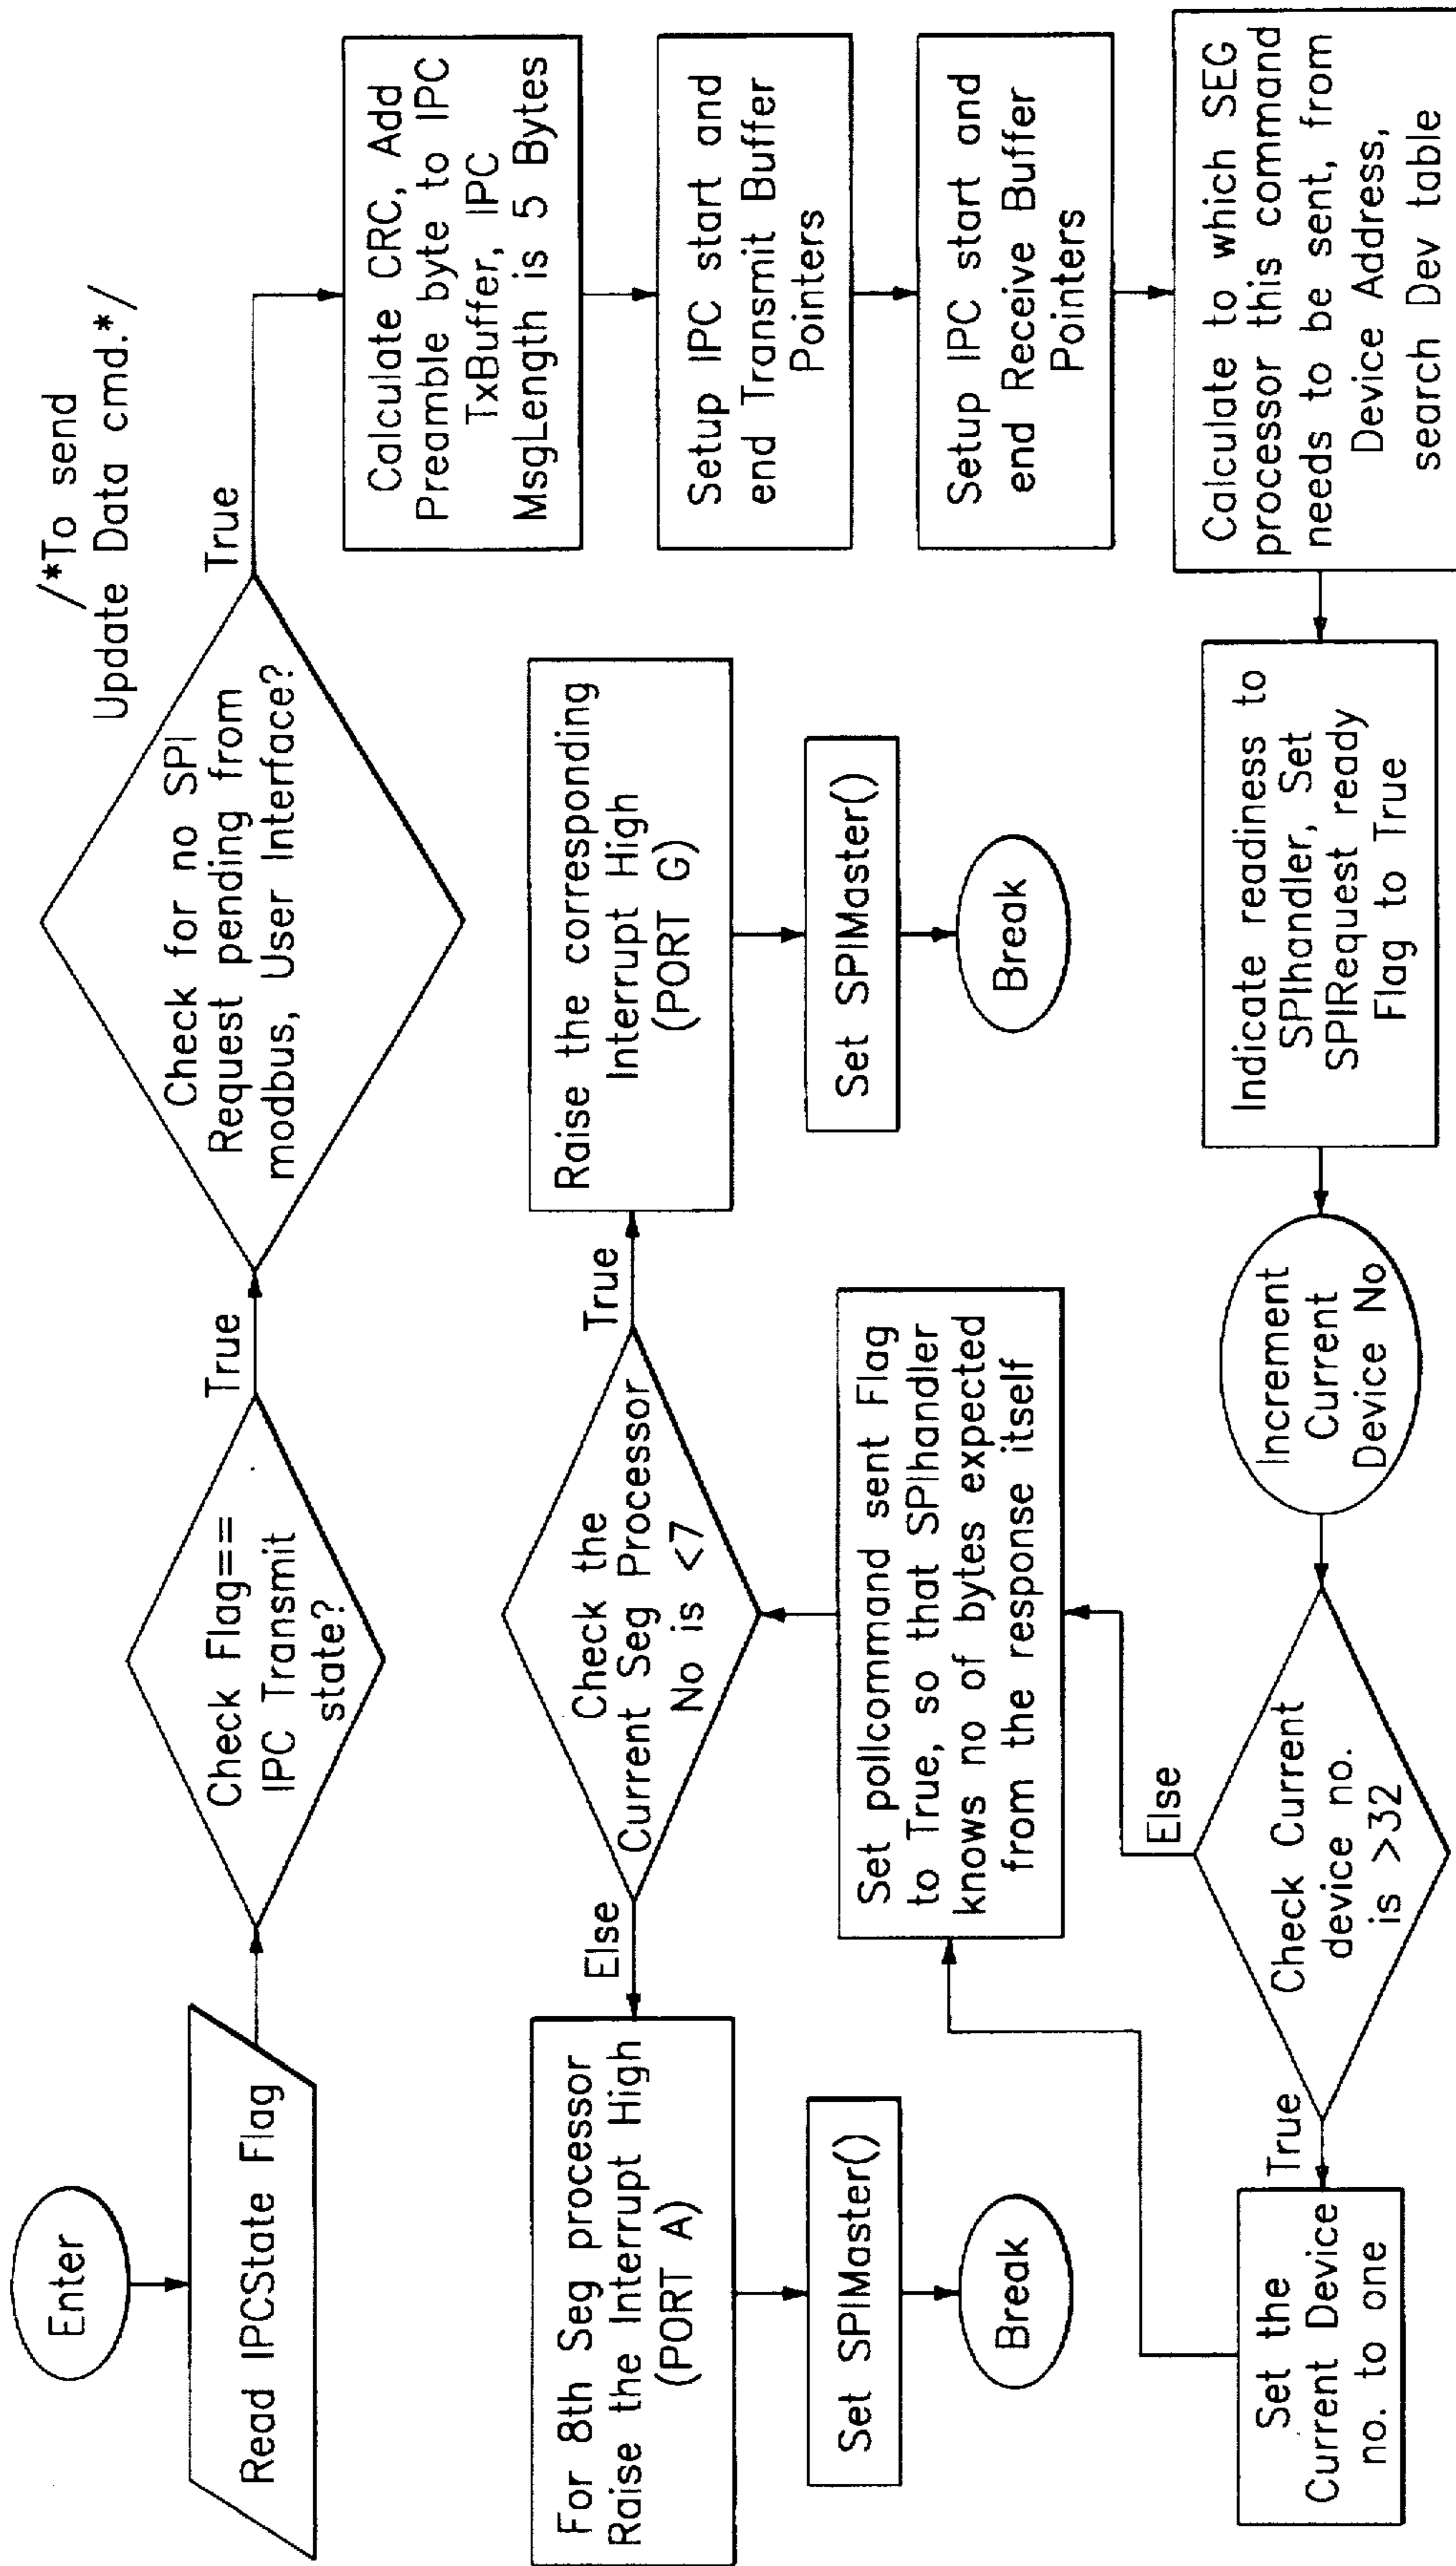 Enter
Read IPCState Flag
Check Flag==
IPC Transmit
state?
True
Check for no SPI
Request pending from
modbus, User Interface?
True
/*To send
Update Data cmd.*/
Calculate CRC, Add
Preamble byte to IPC
TxBuffer, IPC
MsgLength is 5 Bytes
Setup IPC start and
end Transmit Buffer
Pointers
Setup IPC start and
end Receive Buffer
Pointers
Calculate to which SEG
processor this command
needs to be sent, from
Device Address,
search Dev table
Indicate readiness to
SPIhandler, Set
SPIRequest ready
Flag to True
Increment
Current
Device No
Check Current
device no.
is >32
True
Set the
Current Device
no. to one
Else
Set pollcommand sent Flag
to True, so that SPIhandler
knows no of bytes expected
from the response itself
Check the
Current Seg Processor
No is <7
True
Raise the corresponding
Interrupt High
(PORT G)
Set SPIMaster()
Break
Else
For 8th Seg processor
Raise the Interrupt High
(PORT A)
Set SPIMaster()
Break